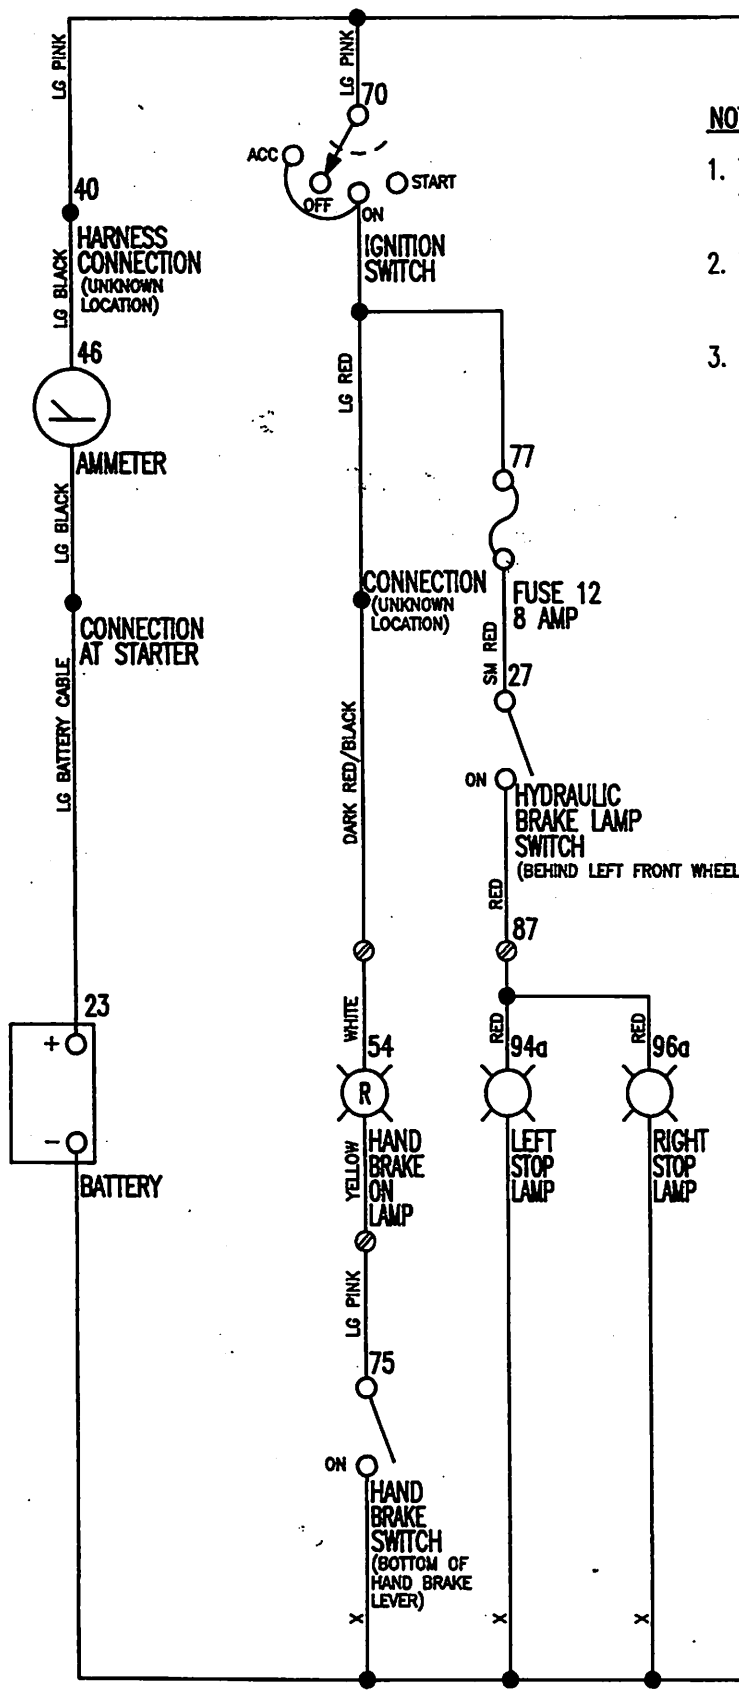 LG PINK
40
HARNESS
CONNECTION
(UNKNOWN
LOCATION)
LG BLACK
46
AMMETER
LG BLACK
CONNECTION
AT STARTER
LG BATTERY CABLE
23
+
-
BATTERY
LG PINK
70
ACC
OFF
ON
START
IGNITION
SWITCH
LG RED
CONNECTION
(UNKNOWN
LOCATION)
DARK RED/BLACK
WHITE
54
R
HAND
BRAKE
ON
LAMP
YELLOW
LG PINK
75
ON
HAND
BRAKE
SWITCH
(BOTTOM OF
HAND BRAKE
LEVER)
X
77
FUSE 12
8 AMP
SM RED
27
ON
HYDRAULIC
BRAKE LAMP
SWITCH
(BEHIND LEFT FRONT WHEEL
RED
87
RED
94a
LEFT
STOP
LAMP
X
RED
96a
RIGHT
STOP
LAMP
X
NO
1.
2.
3.